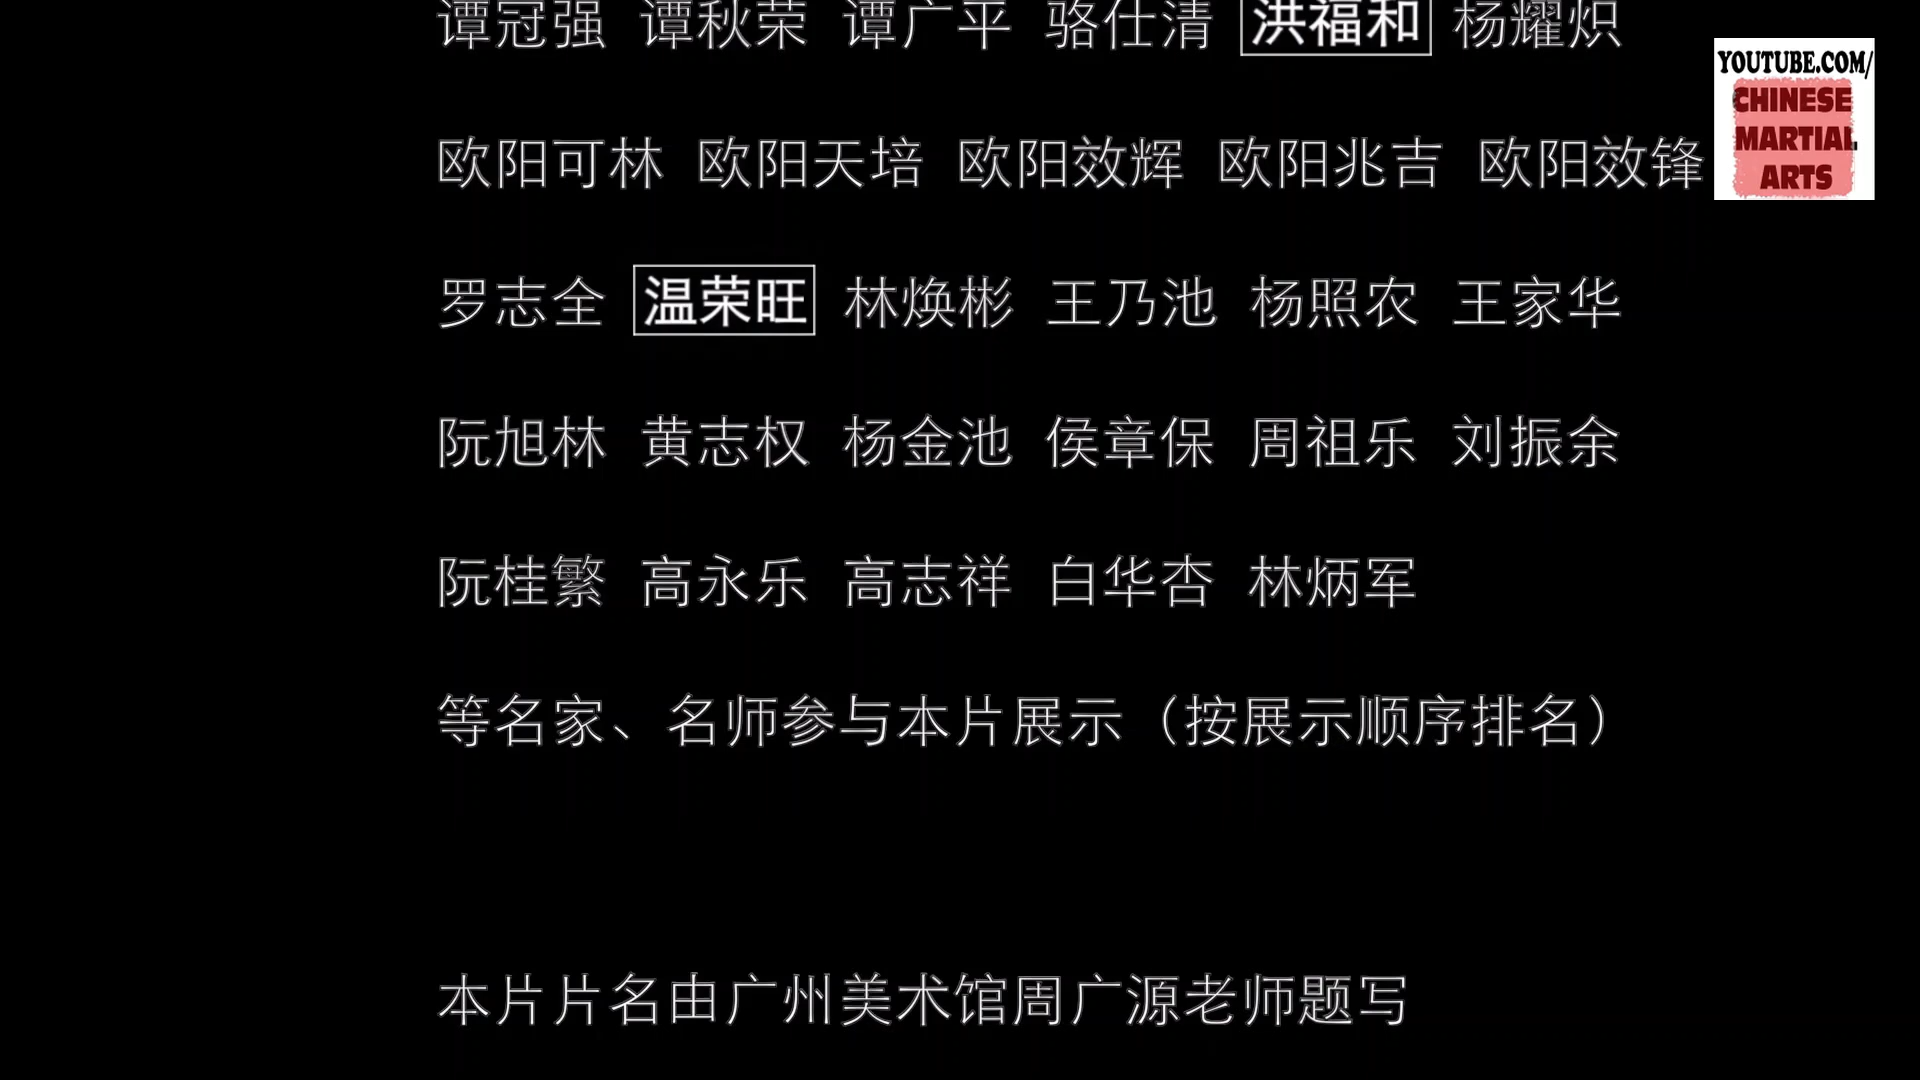 谭冠强 谭秋荣 谭广平 骆仕清 洪福和 杨耀炽
欧阳可林 欧阳天培 欧阳效辉 欧阳兆吉 欧阳效锋
罗志全 温荣旺 林焕彬 王乃池 杨照农 王家华
阮旭林 黄志权 杨金池 侯章保 周祖乐 刘振余
阮桂繁 高永乐 高志祥 白华杏 林炳军
等名家、名师参与本片展示（按展示顺序排名）
本片片名由广州美术馆周广源老师题写
YOUTUBE.COM/
CHINESE
MARTIAL
ARTS